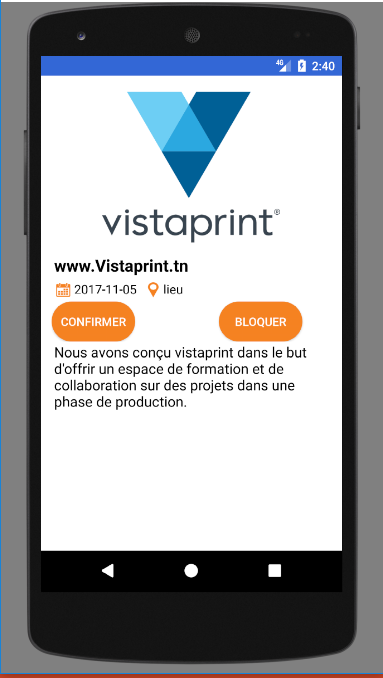 4G 2:40
vistaprint®
www.Vistaprint.tn
2017-11-05 lieu
CONFIRMER BLOQUER
Nous avons conçu vistaprint dans le but
d'offrir un espace de formation et de
collaboration sur des projets dans une
phase de production.